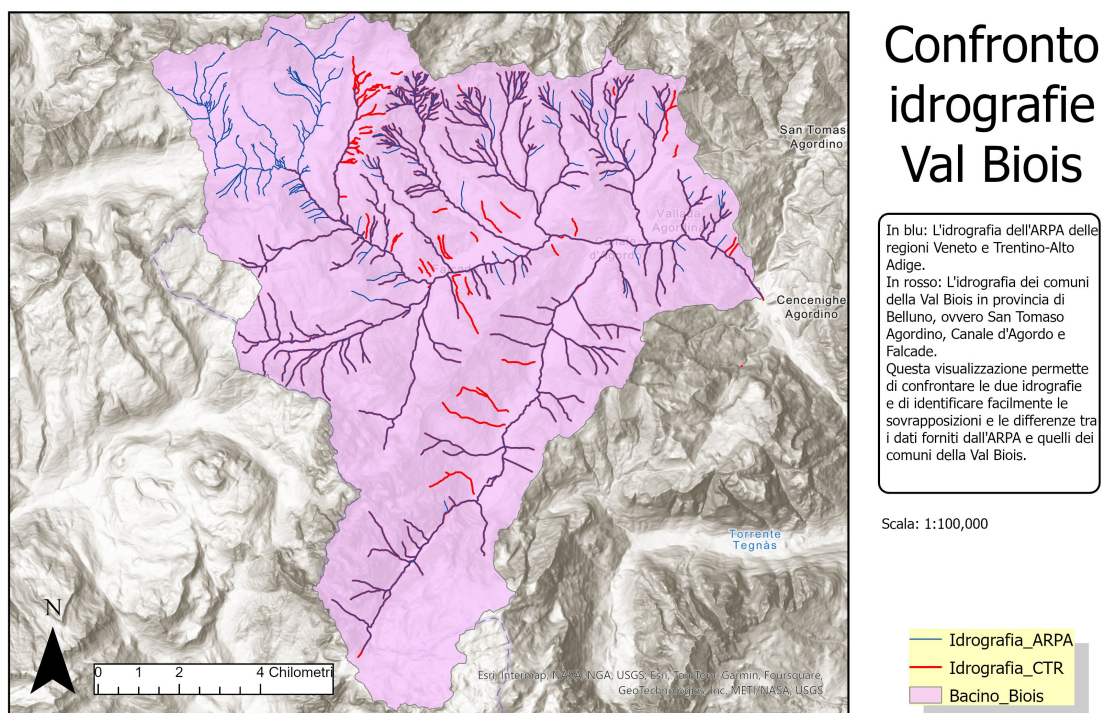 Confronto
idrografie
Val Biois
In blu: L'idrografia dell'ARPA delle
regioni Veneto e Trentino-Alto
Adige.
In rosso: L'idrografia dei comuni
della Val Biois in provincia di
Belluno, ovvero San Tomaso
Agordino, Canale d'Agordo e
Falcade.
Questa visualizzazione permette
di confrontare le due idrografie
e di identificare facilmente le
sovrapposizioni e le differenze tra
i dati forniti dall'ARPA e quelli dei
comuni della Val Biois.
Scala: 1:100,000
Idrografia_ARPA
Idrografia_CTR
Bacino_Biois
San Tomas
Agordino
Vallada
Agordina
d'Agordo
Cencenighe
Agordino
Torrente
Tegnàs
N
0 1 2 4 Chilometri
Esri, Intermap, NASA, NGA, USGS, Esri, TomTom, Garmin, Foursquare,
GeoTechnologies, Inc, METI/NASA, USGS